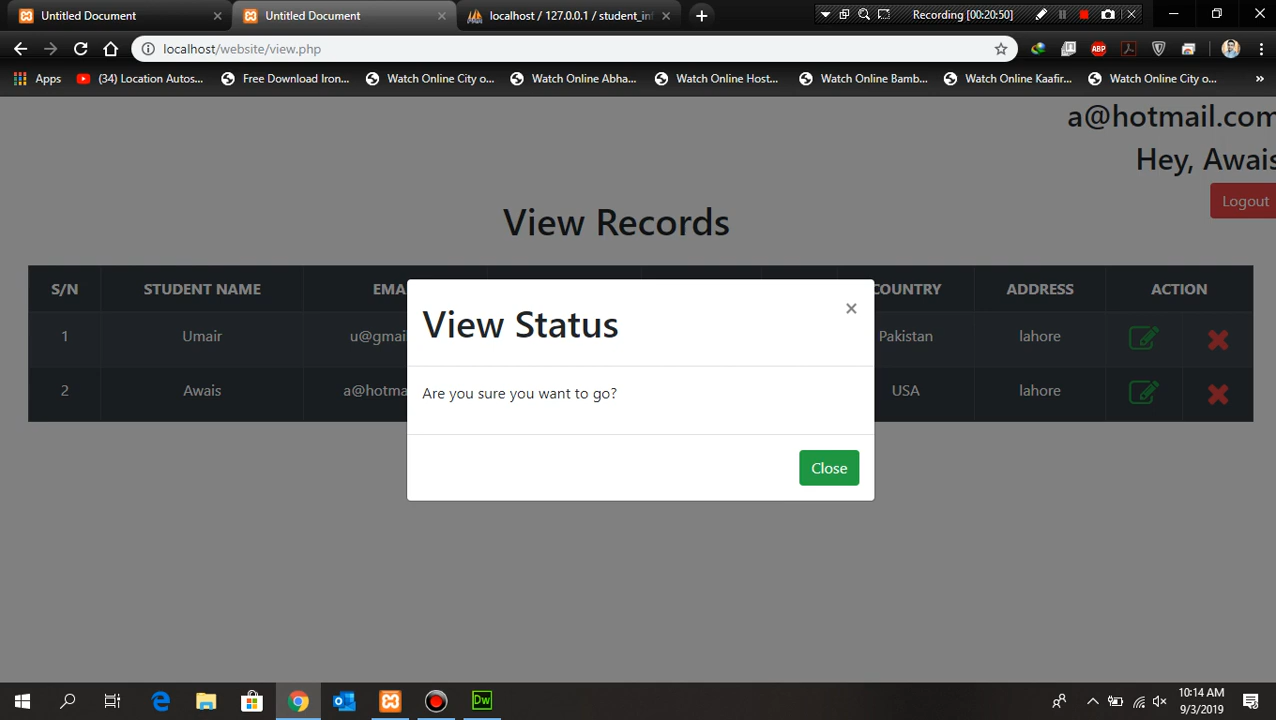 Untitled Document
Untitled Document
localhost / 127.0.0.1 / student_in
Recording [00:20:50]
localhost/website/view.php
Apps
(34) Location Autos...
Free Download Iron...
Watch Online City o...
Watch Online Abha...
Watch Online Host...
Watch Online Bamb...
Watch Online Kaafir...
Watch Online City o...
»
ABP
a@hotmail.com
Hey, Awais
Logout
View Records
S/N STUDENT NAME EMA COUNTRY ADDRESS ACTION
1 Umair u@gmai Pakistan lahore
2 Awais a@hotma USA lahore
View Status
×
Are you sure you want to go?
Close
Dw
10:14 AM
9/3/2019